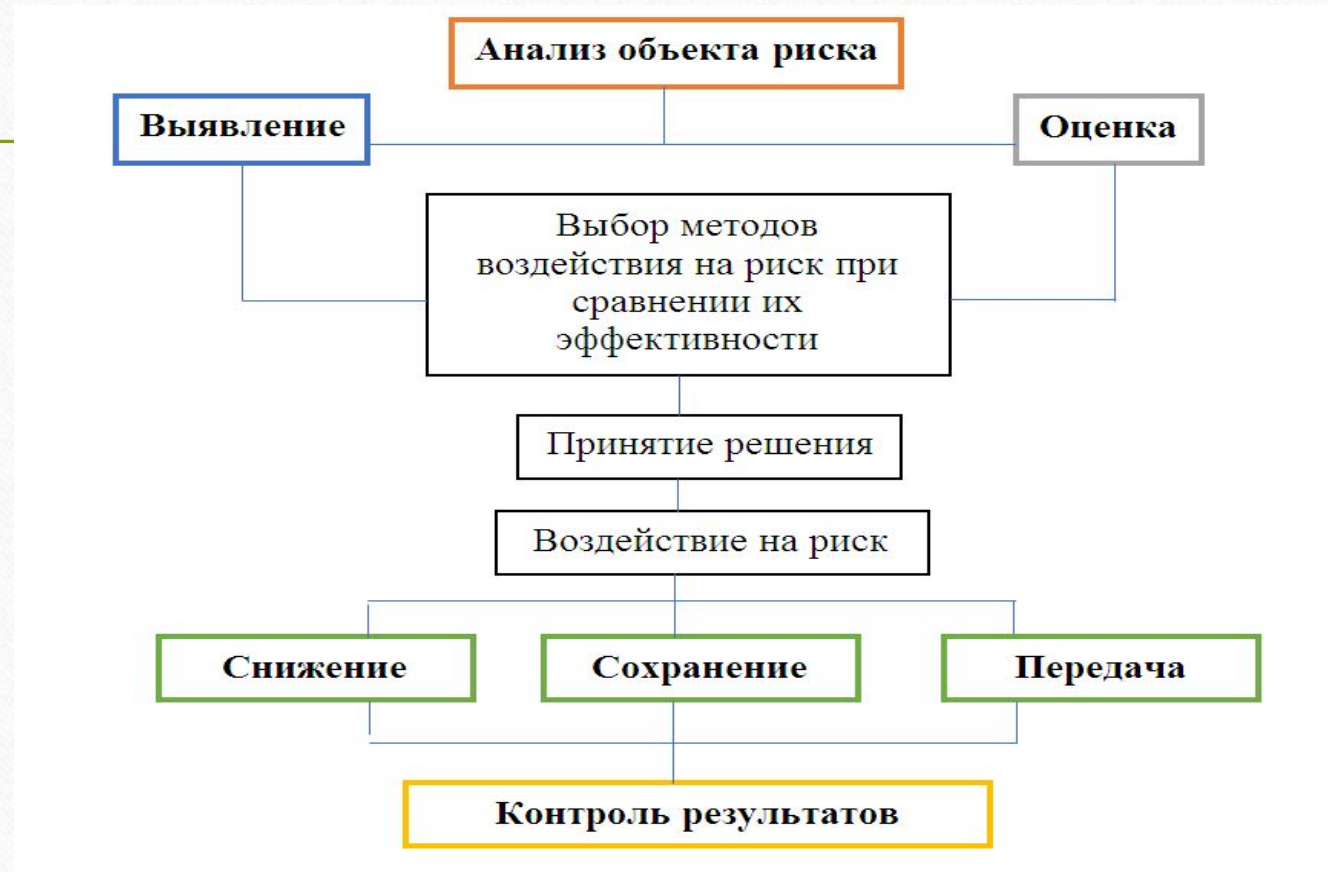 Анализ объекта риска
Выявление
Оценка
Выбор методов
воздействия на риск при
сравнении их
эффективности
Принятие решения
Воздействие на риск
Снижение
Сохранение
Передача
Контроль результатов